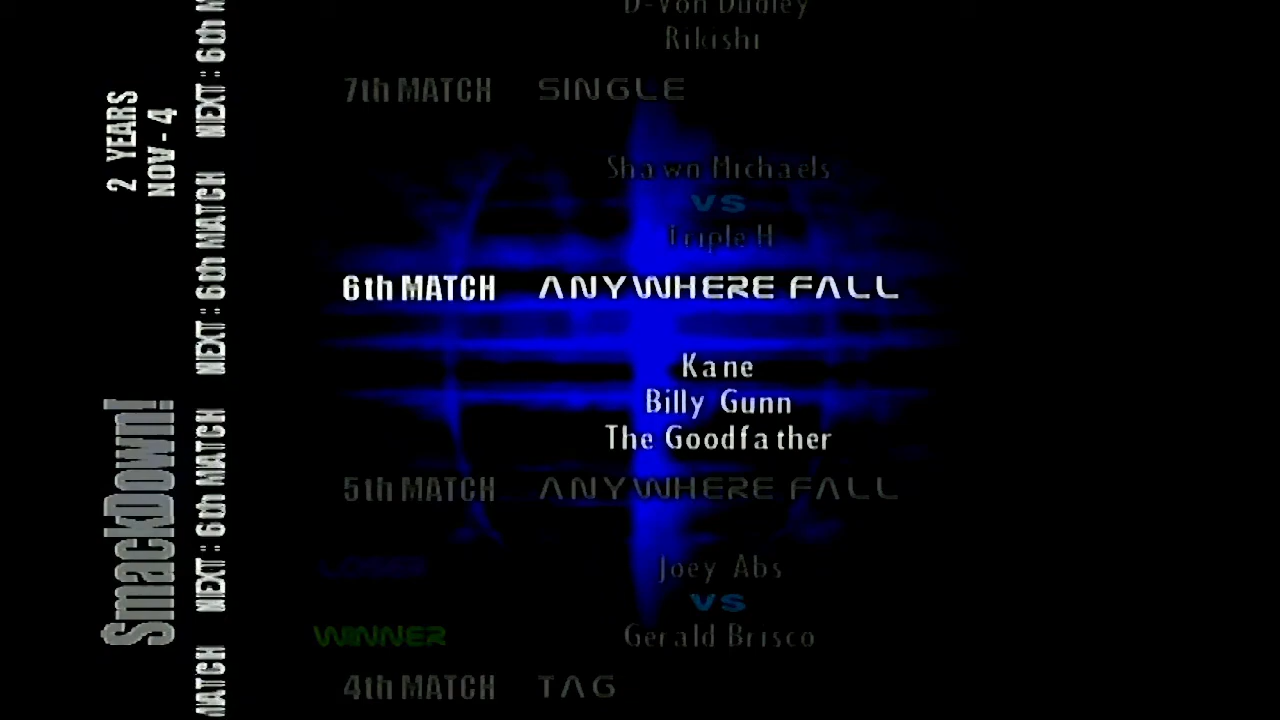 D-Von Dudley
Rikishi
7th MATCH SINGLE
Shawn Michaels
VS
Triple H
6th MATCH ANYWHERE FALL
Kane
Billy Gunn
The Goodfather
5th MATCH ANYWHERE FALL
LOSER Joey Abs
VS
WINNER Gerald Brisco
4th MATCH TAG
2 YEARS
NOV - 4
SmackDown!
MATCH NEXT : 6th MATCH NEXT : 6th MATCH NEXT : 6th MATCH NEXT : 6th M